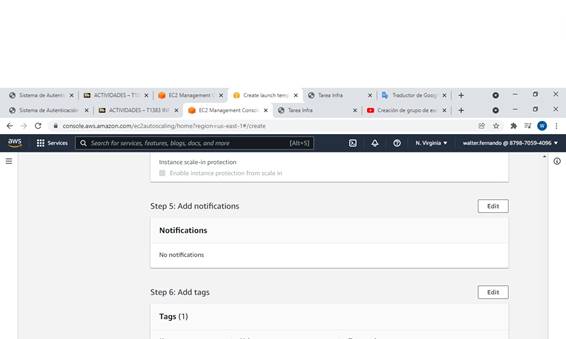 Sistema de Autentic
ACTIVIDADES – T13
EC2 Management C
Create launch temp
Tarea Infra
Traductor de Goog
Sistema de Autenticación
ACTIVIDADES – T1383 INF
EC2 Management Consol
Tarea Infra
Creación de grupo de es
console.aws.amazon.com/ec2autoscaling/home?region=us-east-1#/create
W
aws
Services
Search for services, features, blogs, docs, and more
[Alt+S]
N. Virginia
walter.fernando @ 8798-7059-4096
Instance scale-in protection
Enable instance protection from scale in
Step 5: Add notifications
Edit
Notifications
No notifications
Step 6: Add tags
Edit
Tags (1)